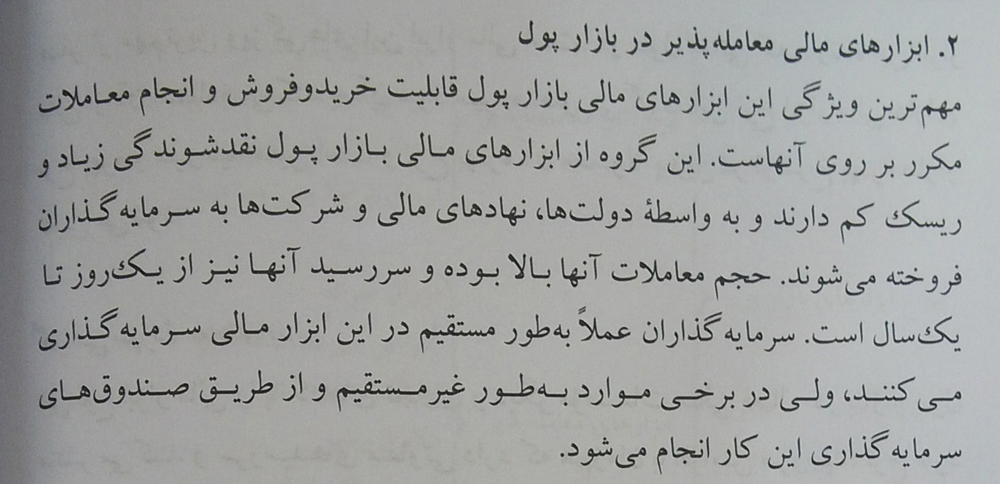 ۲. ابزارهای مالی معامله‌پذیر در بازار پول
مهم‌ترین ویژگی این ابزارهای مالی بازار پول قابلیت خریدوفروش و انجام معاملات
مکرر بر روی آنهاست. این گروه از ابزارهای مالی بازار پول نقدشوندگی زیاد و
ریسک کم دارند و به واسطهٔ دولت‌ها، نهادهای مالی و شرکت‌ها به سرمایه‌گذاران
فروخته می‌شوند. حجم معاملات آنها بالا بوده و سررسید آنها نیز از یک‌روز تا
یک‌سال است. سرمایه‌گذاران عملاً به‌طور مستقیم در این ابزار مالی سرمایه‌گذاری
می‌کنند، ولی در برخی موارد به‌طور غیرمستقیم و از طریق صندوق‌های
سرمایه‌گذاری این کار انجام می‌شود.